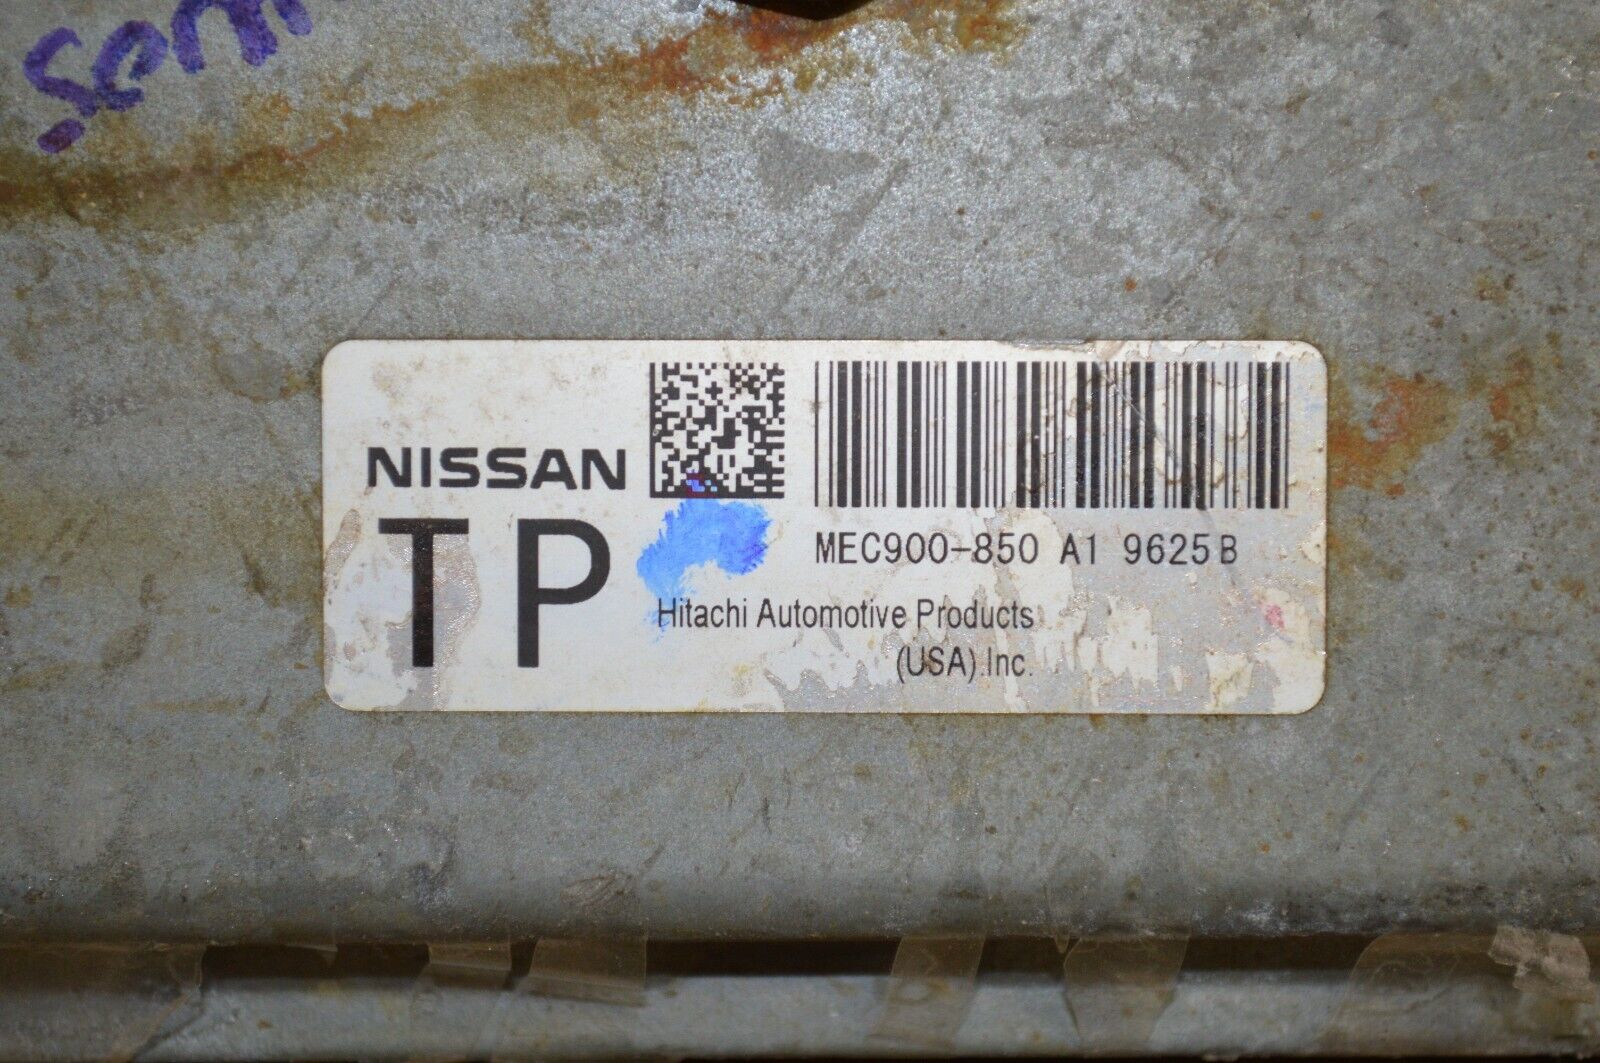 NISSAN
TP
MEC900-850 A1 9625B
Hitachi Automotive Products
(USA).Inc.